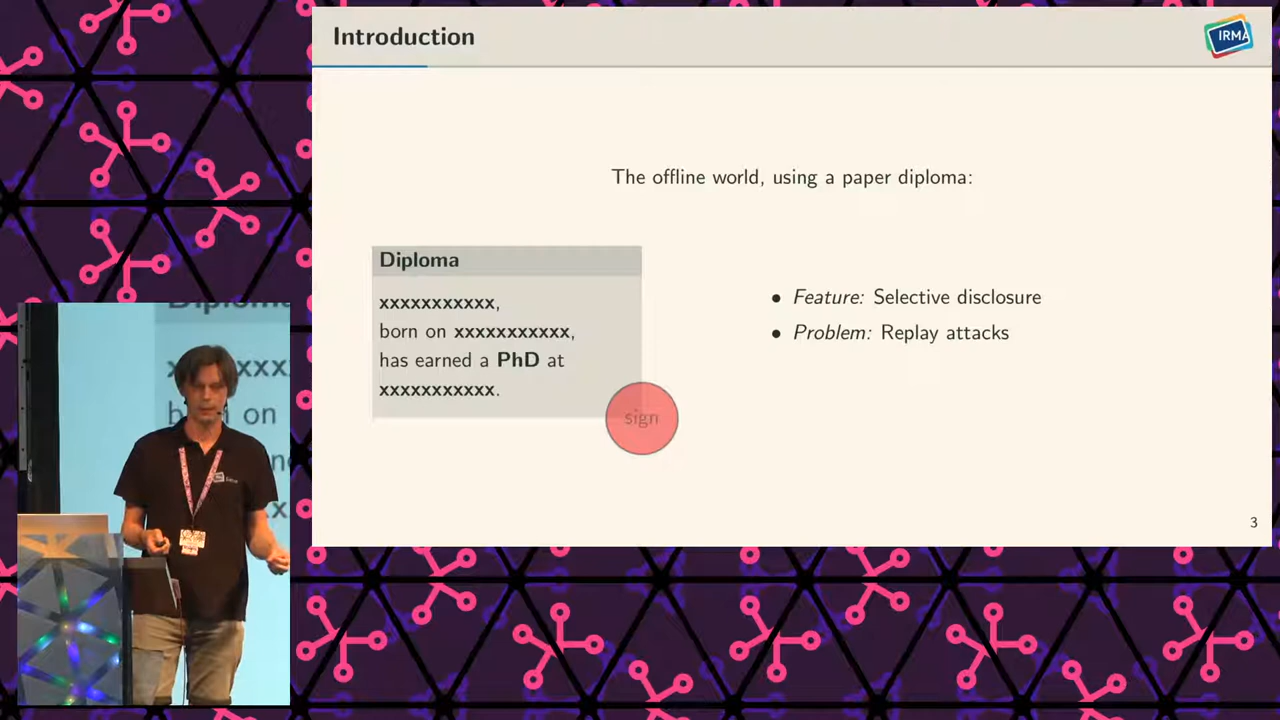 Introduction
IRMA
The offline world, using a paper diploma:
Diploma
xxxxxxxxxxx,
born on xxxxxxxxxxx,
has earned a PhD at
xxxxxxxxxxx.
sign
• Feature: Selective disclosure
• Problem: Replay attacks
3